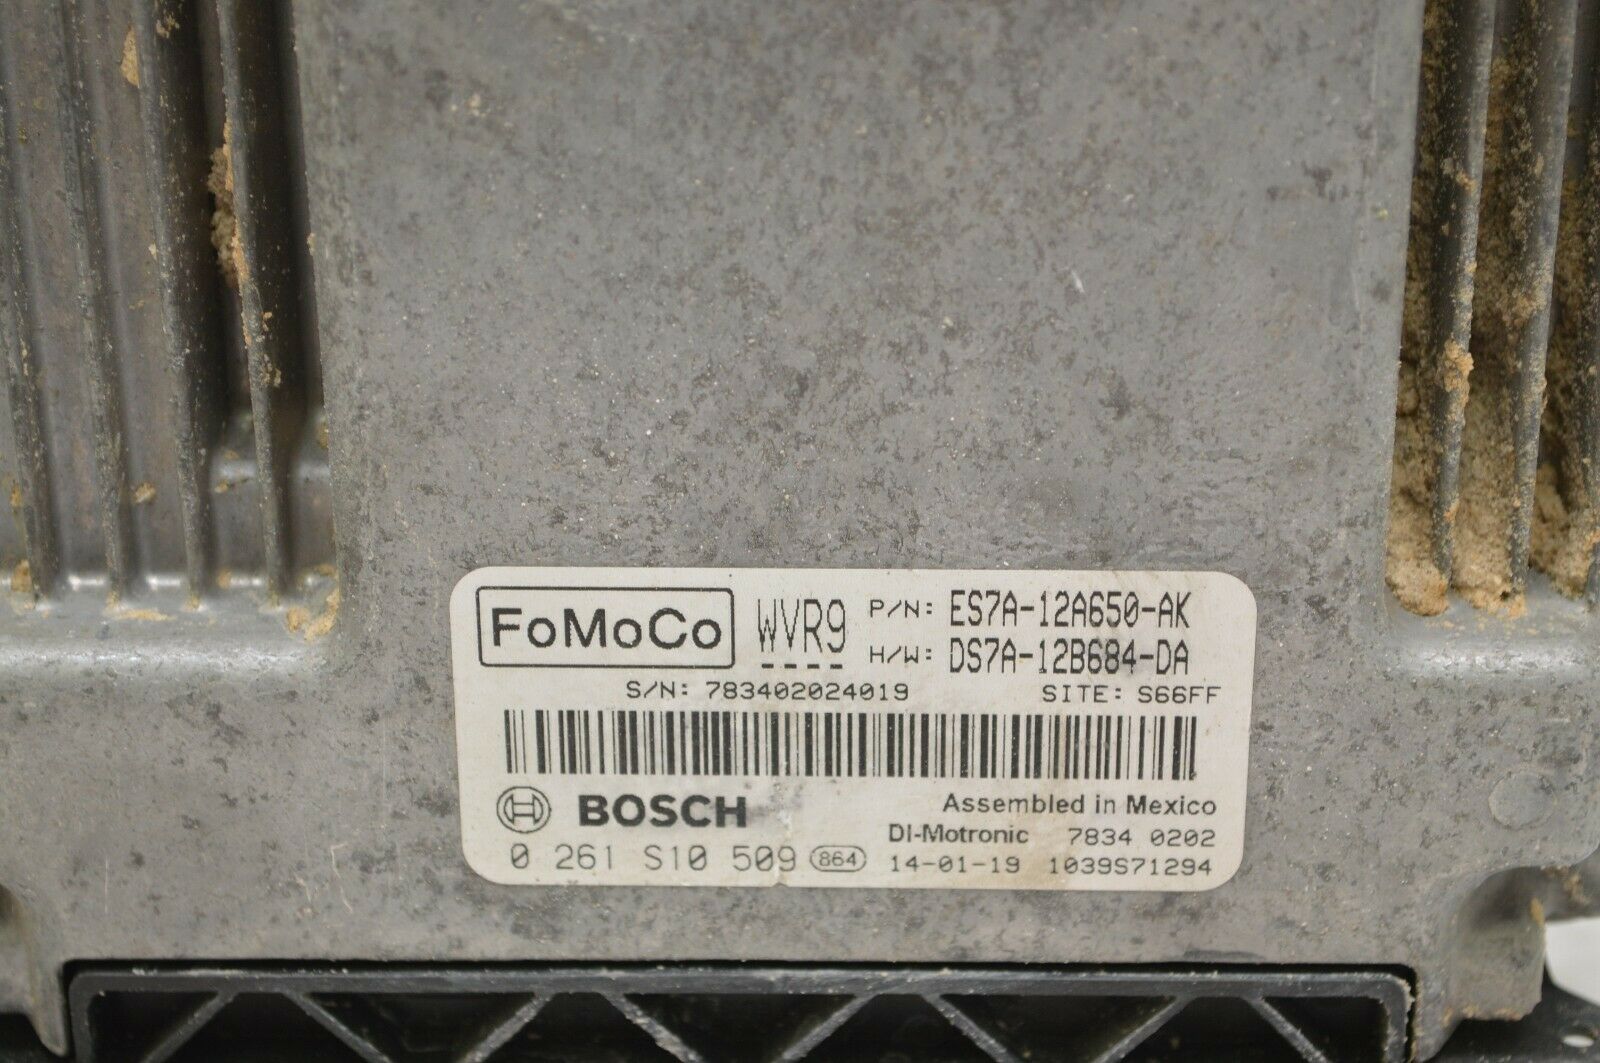 FoMoCo WVR9 P/N: ES7A-12A650-AK
H/W: DS7A-12B684-DA
S/N: 783402024019 SITE: S66FF
BOSCH Assembled in Mexico
DI-Motronic 7834 0202
0 261 S10 509 864 14-01-19 1039S71294